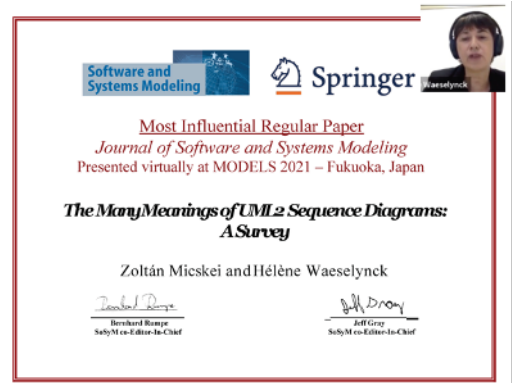 Software and
Systems Modeling
Springer
Waeselynck
Most Influential Regular Paper
Journal of Software and Systems Modeling
Presented virtually at MODELS 2021 – Fukuoka, Japan
The Many Meanings of UML2 Sequence Diagrams:
A Survey
Zoltán Micskei and Hélène Waeselynck
Bernhard Rumpe
SoSyM co-Editor-In-Chief
Jeff Gray
SoSyM co-Editor-In-Chief